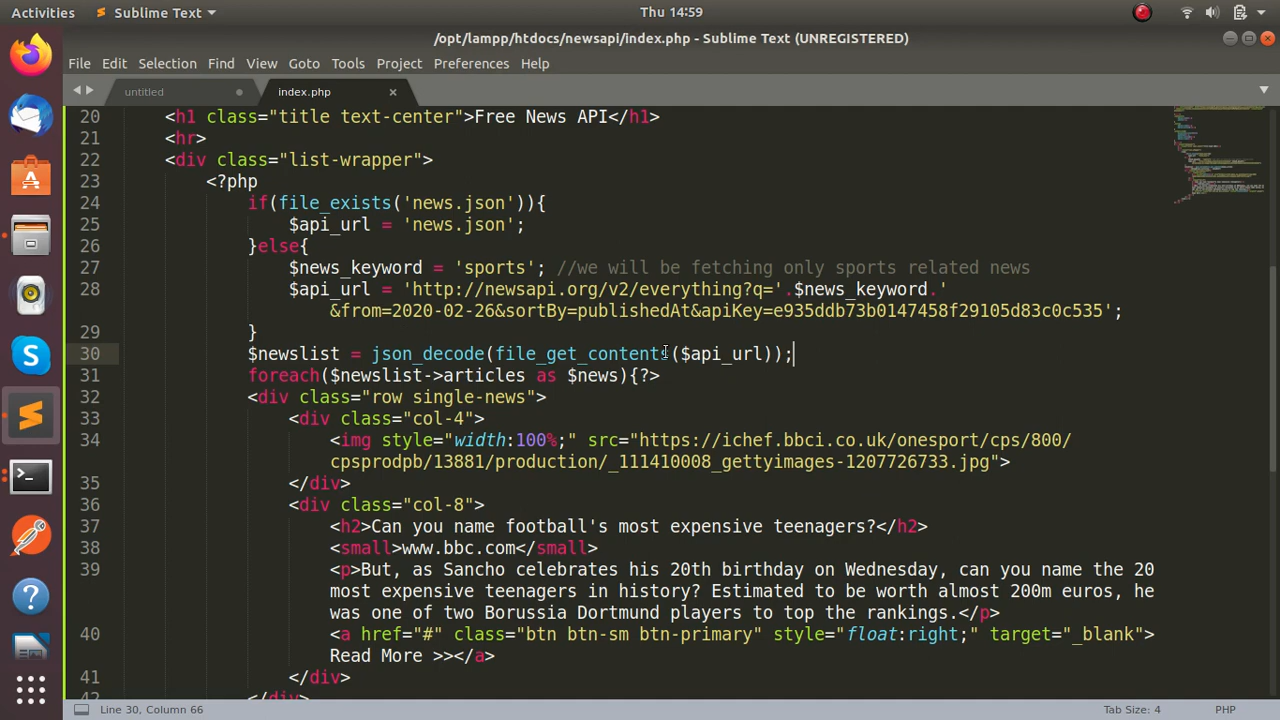 Activities Sublime Text Thu 14:59
/opt/lampp/htdocs/newsapi/index.php - Sublime Text (UNREGISTERED)
File Edit Selection Find View Goto Tools Project Preferences Help
untitled index.php
20 <h1 class="title text-center">Free News API</h1>
21 <hr>
22 <div class="list-wrapper">
23 <?php
24 if(file_exists('news.json')){
25 $api_url = 'news.json';
26 }else{
27 $news_keyword = 'sports'; //we will be fetching only sports related news
28 $api_url = 'http://newsapi.org/v2/everything?q='.$news_keyword.'
&from=2020-02-26&sortBy=publishedAt&apiKey=e935ddb73b0147458f29105d83c0c535';
29 }
30 $newslist = json_decode(file_get_contents($api_url));
31 foreach($newslist->articles as $news){?>
32 <div class="row single-news">
33 <div class="col-4">
34 <img style="width:100%;" src="https://ichef.bbci.co.uk/onesport/cps/800/
cpsprodpb/13881/production/_111410008_gettyimages-1207726733.jpg">
35 </div>
36 <div class="col-8">
37 <h2>Can you name football's most expensive teenagers?</h2>
38 <small>www.bbc.com</small>
39 <p>But, as Sancho celebrates his 20th birthday on Wednesday, can you name the 20
most expensive teenagers in history? Estimated to be worth almost 200m euros, he
was one of two Borussia Dortmund players to top the rankings.</p>
40 <a href="#" class="btn btn-sm btn-primary" style="float:right;" target="_blank">
Read More >></a>
41 </div>
42 </div>
Line 30, Column 66 Tab Size: 4 PHP